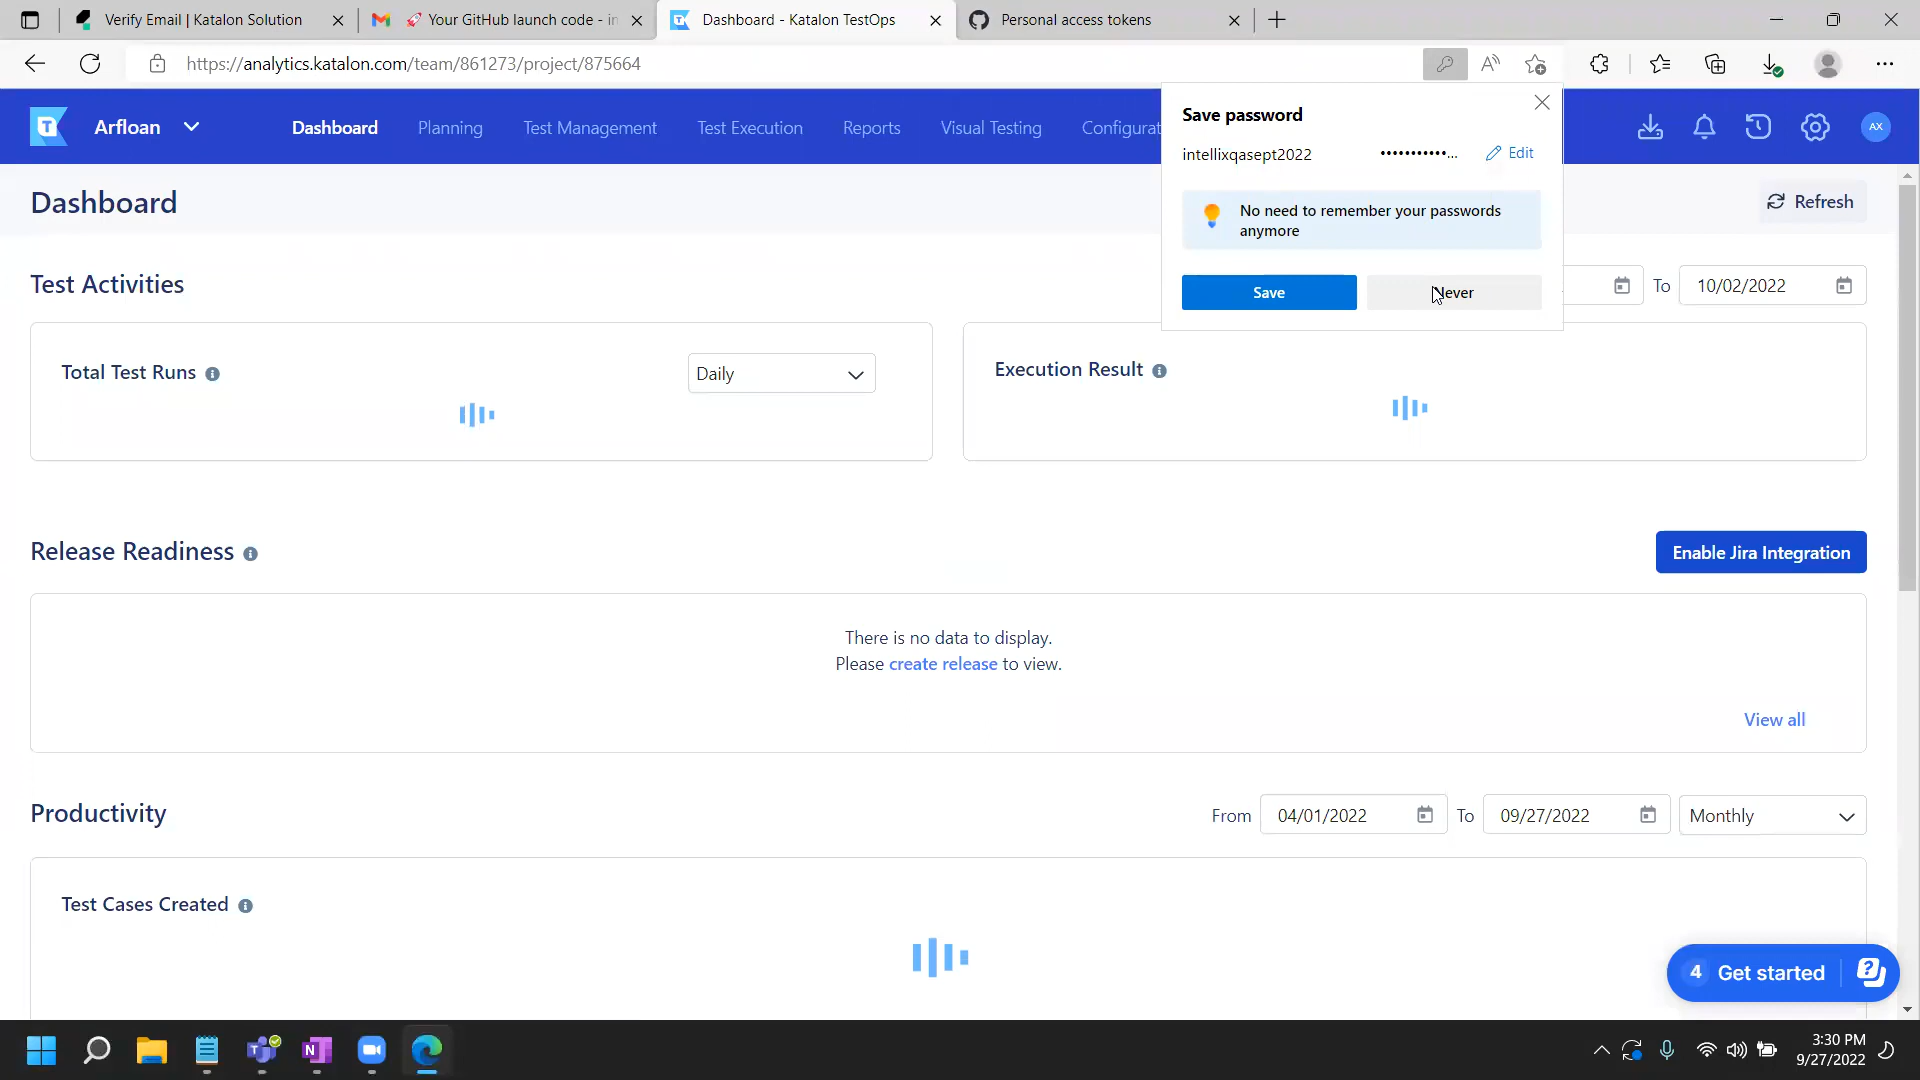 Verify Email | Katalon Solution
🚀 Your GitHub launch code - in
Dashboard - Katalon TestOps
Personal access tokens
https://analytics.katalon.com/team/861273/project/875664
Arfloan
Dashboard
Planning
Test Management
Test Execution
Reports
Visual Testing
Configurat
AX
Save password
intellixqasept2022
•••••••••••...
Edit
No need to remember your passwords
anymore
Save
Never
Dashboard
Refresh
Test Activities
To
10/02/2022
Total Test Runs
Daily
Execution Result
Release Readiness
Enable Jira Integration
There is no data to display.
Please create release to view.
View all
Productivity
From
04/01/2022
To
09/27/2022
Monthly
Test Cases Created
4
Get started
3:30 PM
9/27/2022